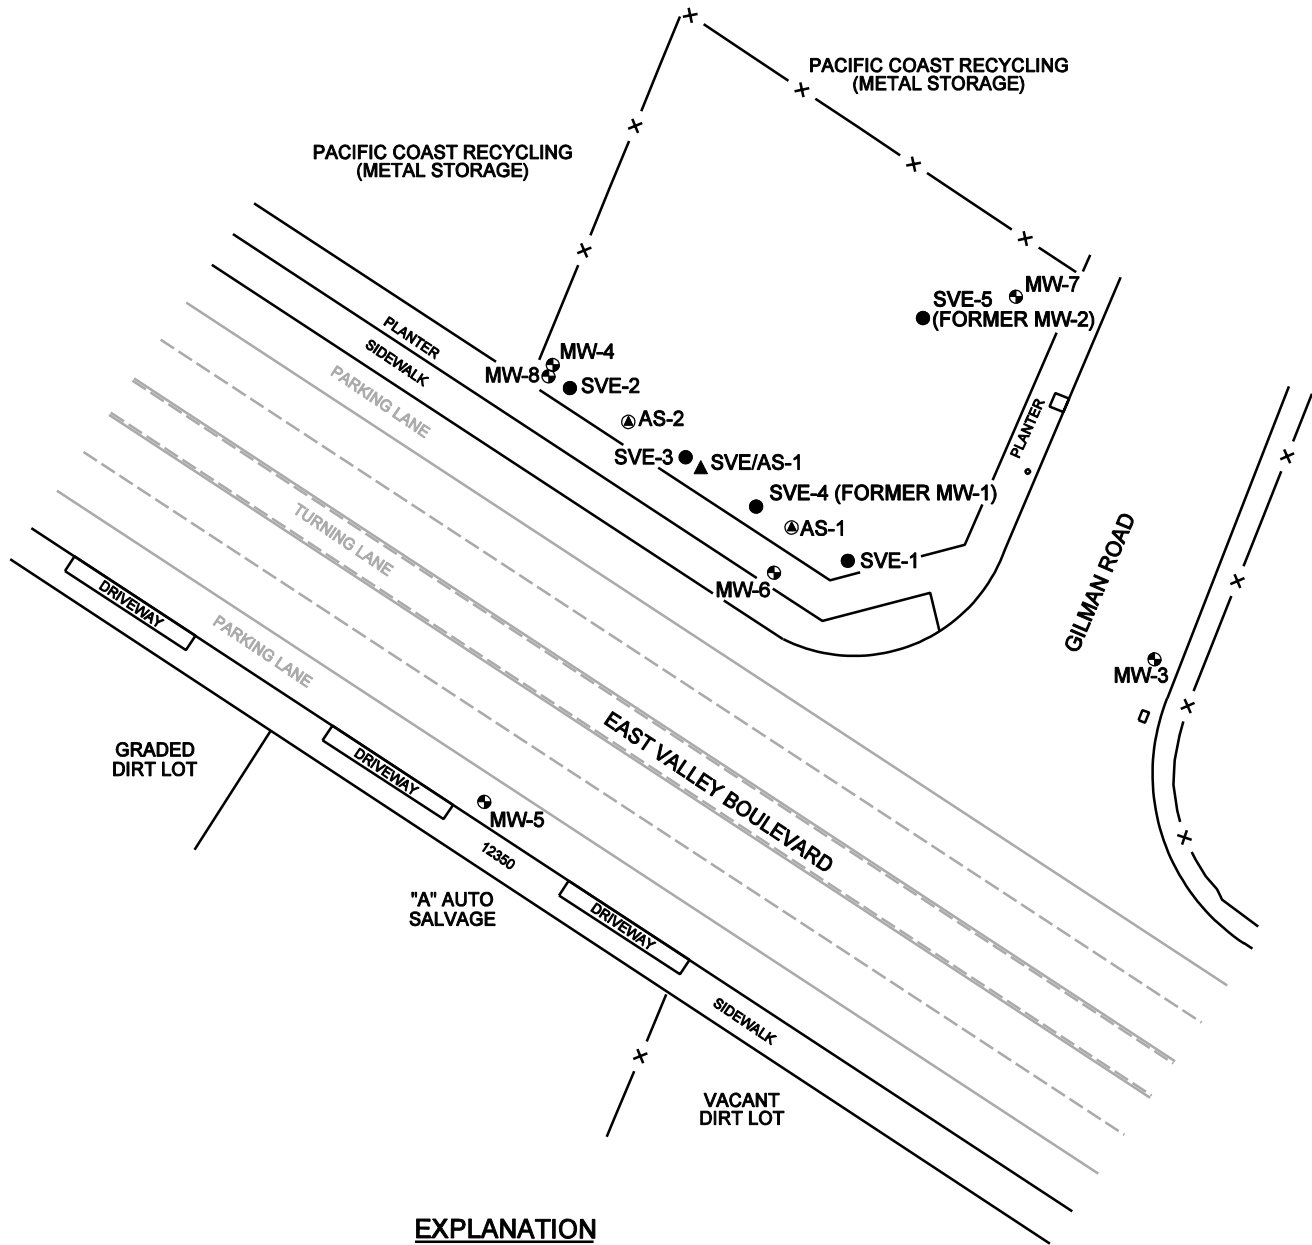 PACIFIC COAST RECYCLING
(METAL STORAGE)
PACIFIC COAST RECYCLING
(METAL STORAGE)
MW-7
SVE-5
(FORMER MW-2)
PLANTER
SIDEWALK
MW-4
MW-8
SVE-2
PARKING LANE
AS-2
PLANTER
SVE-3
SVE/AS-1
SVE-4 (FORMER MW-1)
AS-1
TURNING LANE
GILMAN ROAD
SVE-1
MW-6
DRIVEWAY
PARKING LANE
MW-3
EAST VALLEY BOULEVARD
GRADED
DIRT LOT
DRIVEWAY
MW-5
12350
"A" AUTO
SALVAGE
DRIVEWAY
SIDEWALK
VACANT
DIRT LOT
EXPLANATION